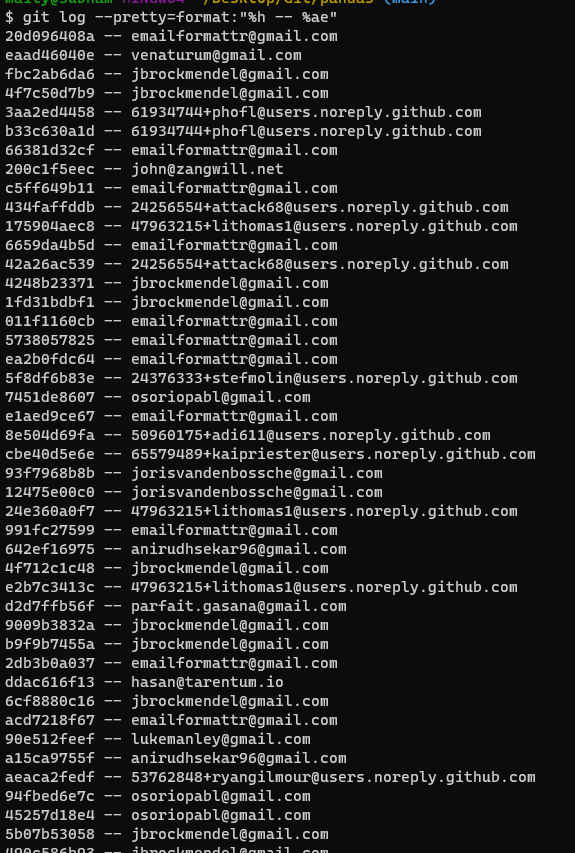 $ git log --pretty=format:"%h -- %ae"
20d096408a -- emailformattr@gmail.com
eaad46040e -- venaturum@gmail.com
fbc2ab6da6 -- jbrockmendel@gmail.com
4f7c50d7b9 -- jbrockmendel@gmail.com
3aa2ed4458 -- 61934744+phofl@users.noreply.github.com
b33c630a1d -- 61934744+phofl@users.noreply.github.com
66381d32cf -- emailformattr@gmail.com
200c1f5eec -- john@zangwill.net
c5ff649b11 -- emailformattr@gmail.com
434faffddb -- 24256554+attack68@users.noreply.github.com
175904aec8 -- 47963215+lithomas1@users.noreply.github.com
6659da4b5d -- emailformattr@gmail.com
42a26ac539 -- 24256554+attack68@users.noreply.github.com
4248b23371 -- jbrockmendel@gmail.com
1fd31bdbf1 -- jbrockmendel@gmail.com
011f1160cb -- emailformattr@gmail.com
5738057825 -- emailformattr@gmail.com
ea2b0fdc64 -- emailformattr@gmail.com
5f8df6b83e -- 24376333+stefmolin@users.noreply.github.com
7451de8607 -- osoriopabl@gmail.com
e1aed9ce67 -- emailformattr@gmail.com
8e504d69fa -- 50960175+adi611@users.noreply.github.com
cbe40d5e6e -- 65579489+kaipriester@users.noreply.github.com
93f7968b8b -- jorisvandenbossche@gmail.com
12475e00c0 -- jorisvandenbossche@gmail.com
24e360a0f7 -- 47963215+lithomas1@users.noreply.github.com
991fc27599 -- emailformattr@gmail.com
642ef16975 -- anirudhsekar96@gmail.com
4f712c1c48 -- jbrockmendel@gmail.com
e2b7c3413c -- 47963215+lithomas1@users.noreply.github.com
d2d7ffb56f -- parfait.gasana@gmail.com
9009b3832a -- jbrockmendel@gmail.com
b9f9b7455a -- jbrockmendel@gmail.com
2db3b0a037 -- emailformattr@gmail.com
ddac616f13 -- hasan@tarentum.io
6cf8880c16 -- jbrockmendel@gmail.com
acd7218f67 -- emailformattr@gmail.com
90e512feef -- lukemanley@gmail.com
a15ca9755f -- anirudhsekar96@gmail.com
aeaca2fedf -- 53762848+ryangilmour@users.noreply.github.com
94fbed6e7c -- osoriopabl@gmail.com
45257d18e4 -- osoriopabl@gmail.com
5b07b53058 -- jbrockmendel@gmail.com